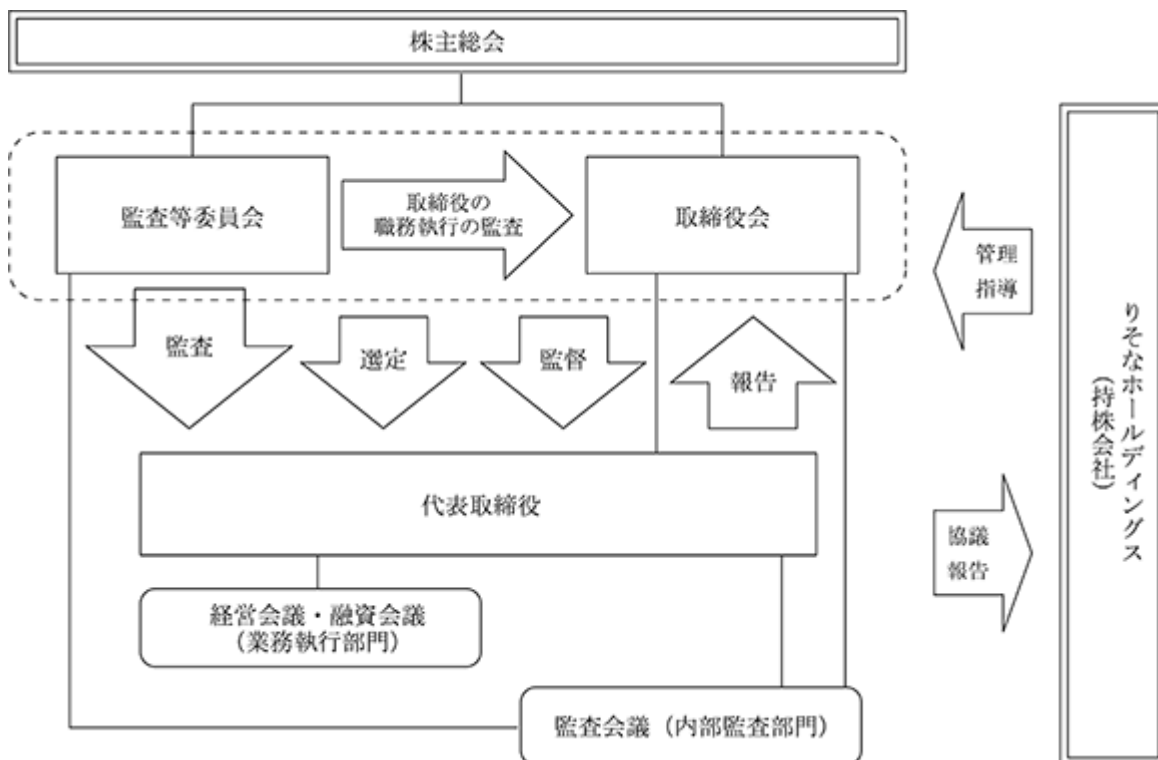 株主総会
監査等委員会
取締役の
職務執行の監査
取締役会
管理
指導
監査
選定
監督
報告
代表取締役
協議
報告
経営会議・融資会議
（業務執行部門）
監査会議（内部監査部門）
りそなホールディングス
（持株会社）